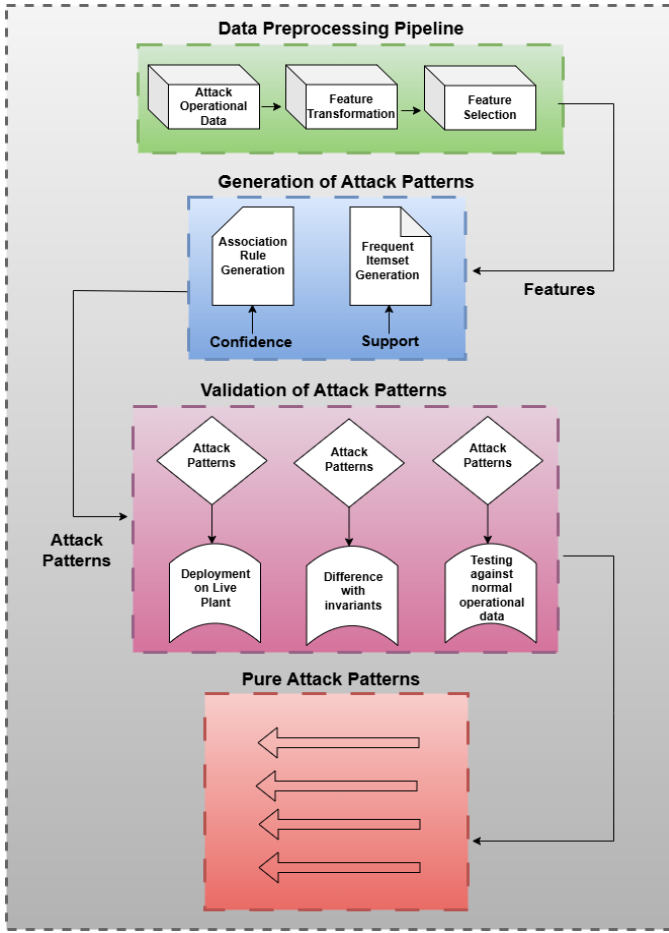 Data Preprocessing Pipeline
Attack
Operational
Data
Feature
Transformation
Feature
Selection
Generation of Attack Patterns
Association
Rule
Generation
Frequent
Itemset
Generation
Confidence
Support
Features
Validation of Attack Patterns
Attack
Patterns
Attack
Patterns
Attack
Patterns
Attack
Patterns
Deployment
on Live
Plant
Difference
with
invariants
Testing
against
normal
operational
data
Pure Attack Patterns